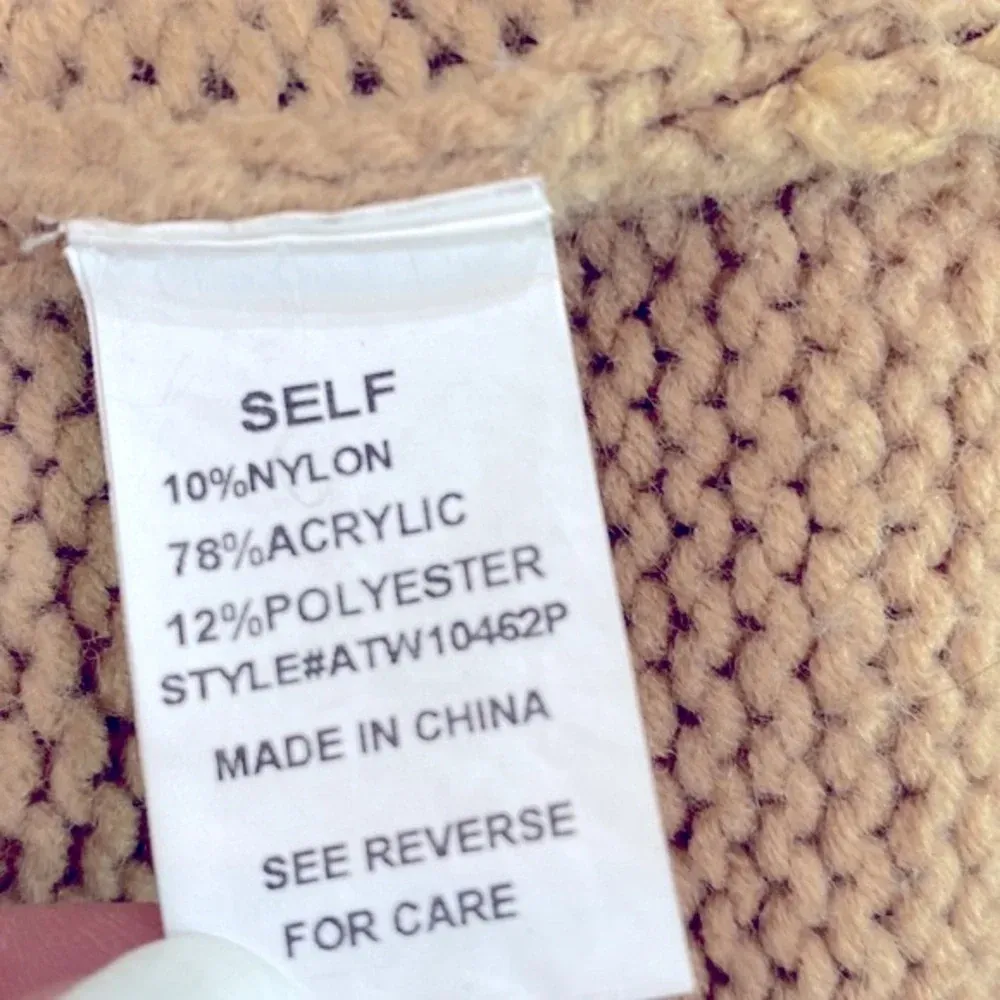 SELF
10%NYLON
78%ACRYLIC
12%POLYESTER
STYLE#ATW10462P
MADE IN CHINA
SEE REVERSE
FOR CARE